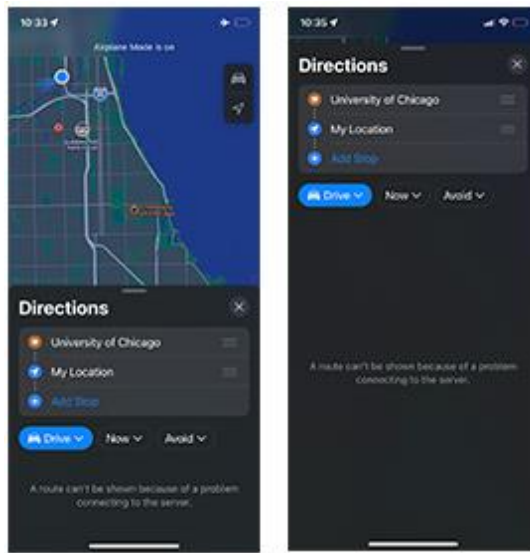 10:33
Airplane Mode is on
Directions
University of Chicago
My Location
Add Stop
Drive
Now
Avoid
A route can't be shown because of a problem
connecting to the server.
10:35
Directions
University of Chicago
My Location
Add Stop
Drive
Now
Avoid
A route can't be shown because of a problem
connecting to the server.